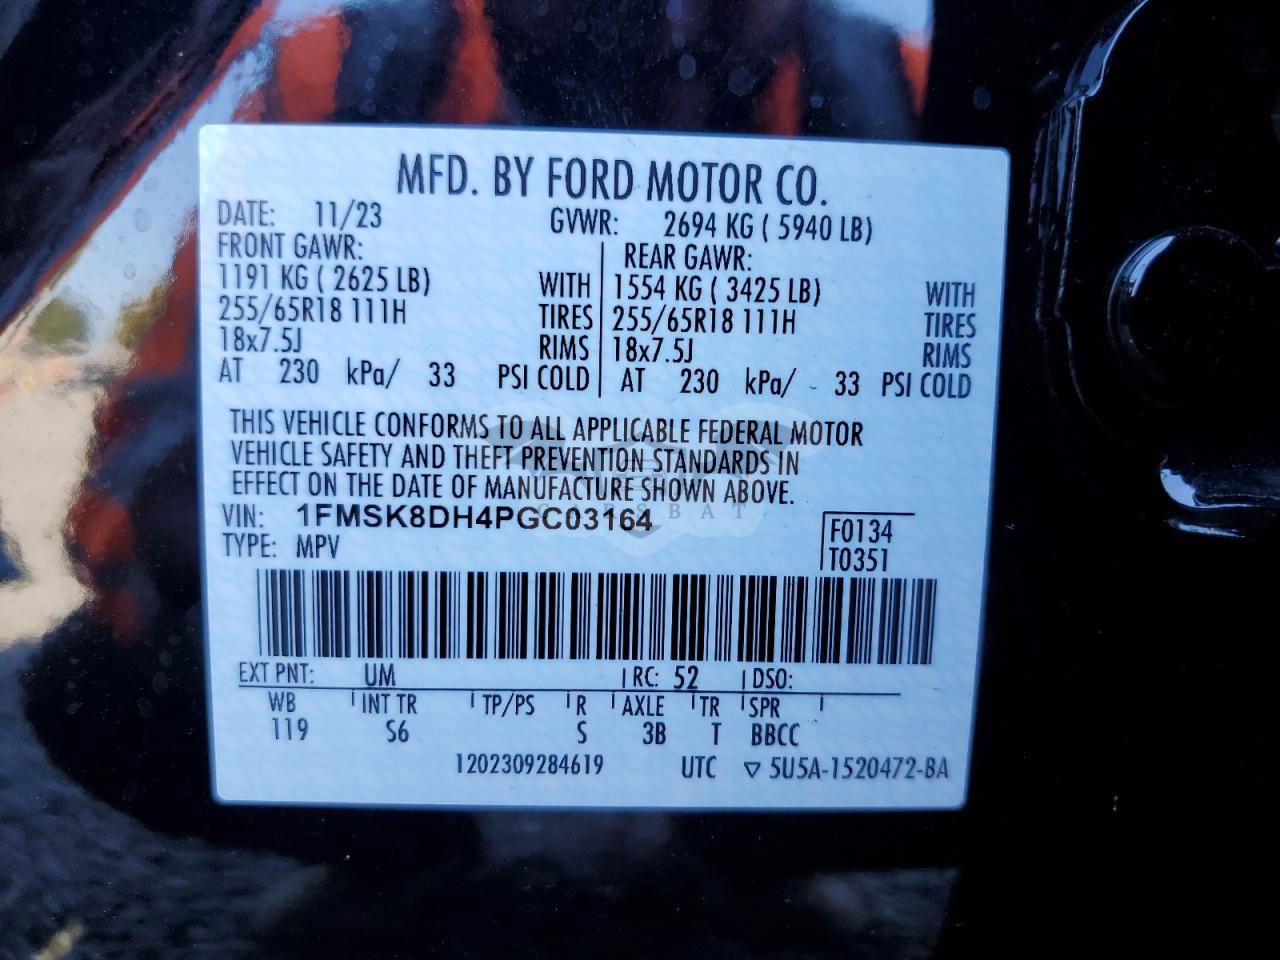 MFD. BY FORD MOTOR CO.
DATE: 11/23 GVWR: 2694 KG ( 5940 LB)
FRONT GAWR: REAR GAWR:
1191 KG ( 2625 LB) WITH 1554 KG ( 3425 LB) WITH
255/65R18 111H TIRES 255/65R18 111H TIRES
18x7.5J RIMS 18x7.5J RIMS
AT 230 kPa/ 33 PSI COLD AT 230 kPa/ 33 PSI COLD
THIS VEHICLE CONFORMS TO ALL APPLICABLE FEDERAL MOTOR
VEHICLE SAFETY AND THEFT PREVENTION STANDARDS IN
EFFECT ON THE DATE OF MANUFACTURE SHOWN ABOVE.
CARSBAT
VIN: 1FMSK8DH4PGC03164 F0134
TYPE: MPV T0351
EXT PNT: UM RC: 52 DSO:
WB INT TR TP/PS R AXLE TR SPR
119 S6 S 3B T BBCC
1202309284619 UTC ▽ 5U5A-1520472-BA